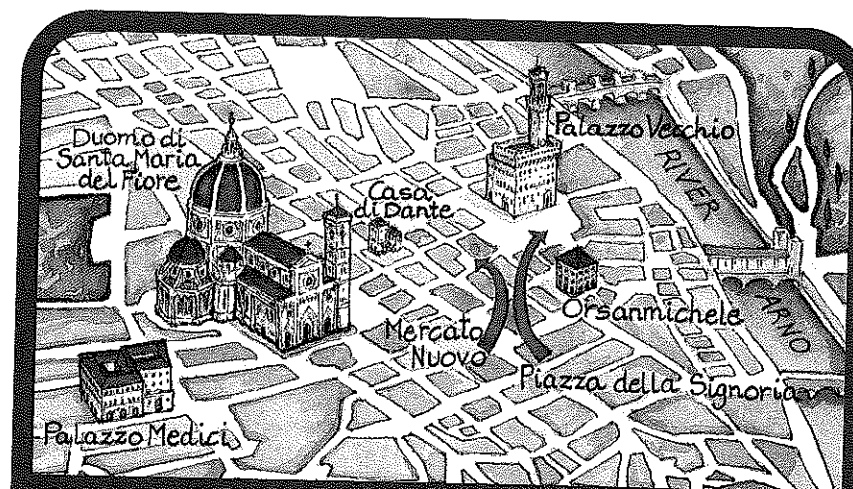 Duomo di
Santa Maria
del Fiore
Casa
di Dante
Palazzo Vecchio
RIVER
ARNO
Orsanmichele
Mercato
Nuovo
Piazza della Signoria
Palazzo Medici